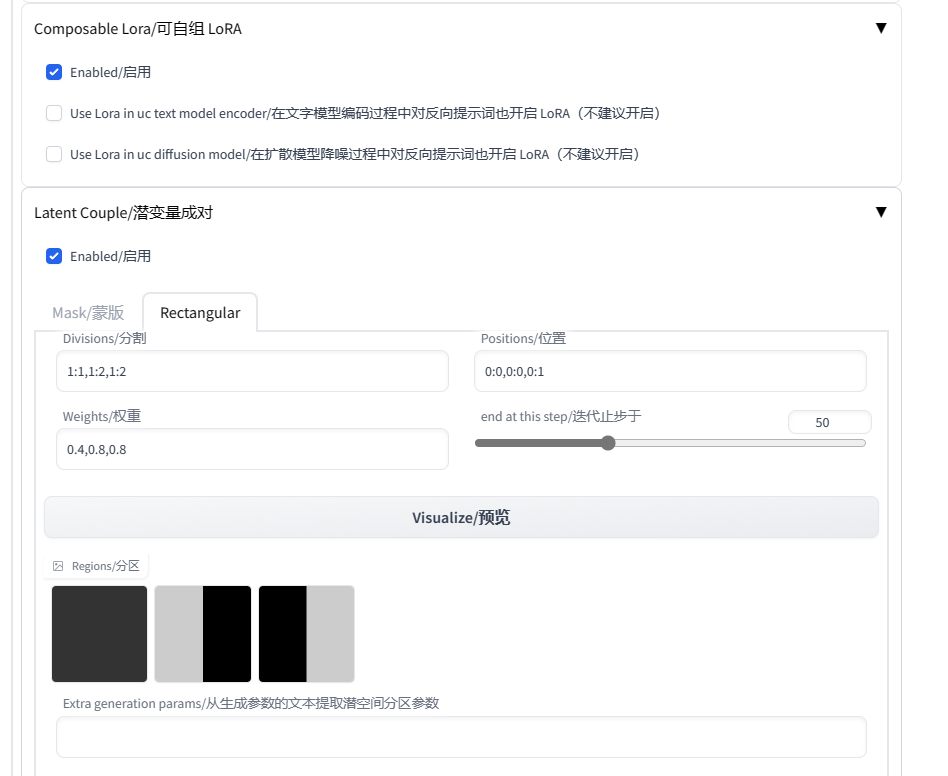 Composable Lora/可自组 LoRA ▼
Enabled/启用
Use Lora in uc text model encoder/在文字模型编码过程中对反向提示词也开启 LoRA（不建议开启）
Use Lora in uc diffusion model/在扩散模型降噪过程中对反向提示词也开启 LoRA（不建议开启）
Latent Couple/潜变量成对 ▼
Enabled/启用
Mask/蒙版 Rectangular
Divisions/分割 Positions/位置
1:1,1:2,1:2 0:0,0:0,0:1
Weights/权重 end at this step/迭代止步于 50
0.4,0.8,0.8
Visualize/预览
Regions/分区
Extra generation params/从生成参数的文本提取潜空间分区参数